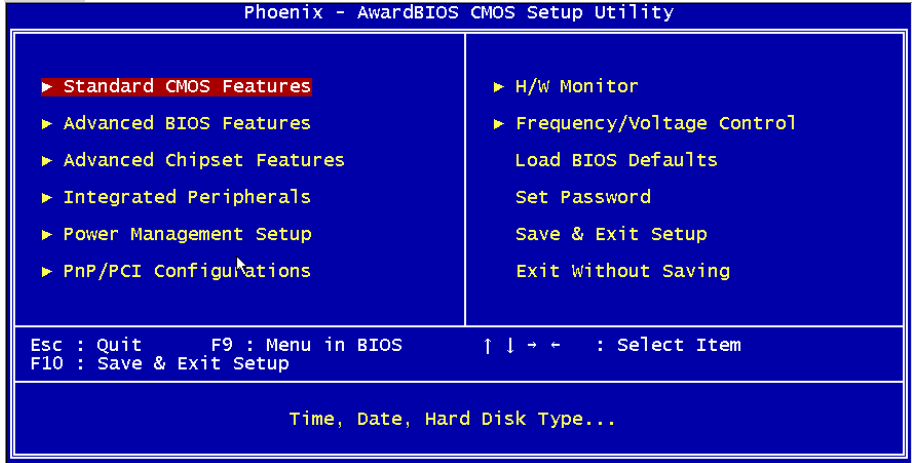 Phoenix - AwardBIOS CMOS Setup Utility
► Standard CMOS Features
► Advanced BIOS Features
► Advanced Chipset Features
► Integrated Peripherals
► Power Management Setup
► PnP/PCI Configurations
► H/W Monitor
► Frequency/Voltage Control
Load BIOS Defaults
Set Password
Save & Exit Setup
Exit Without Saving
Esc : Quit F9 : Menu in BIOS ↑ ↓ → ← : Select Item
F10 : Save & Exit Setup
Time, Date, Hard Disk Type...